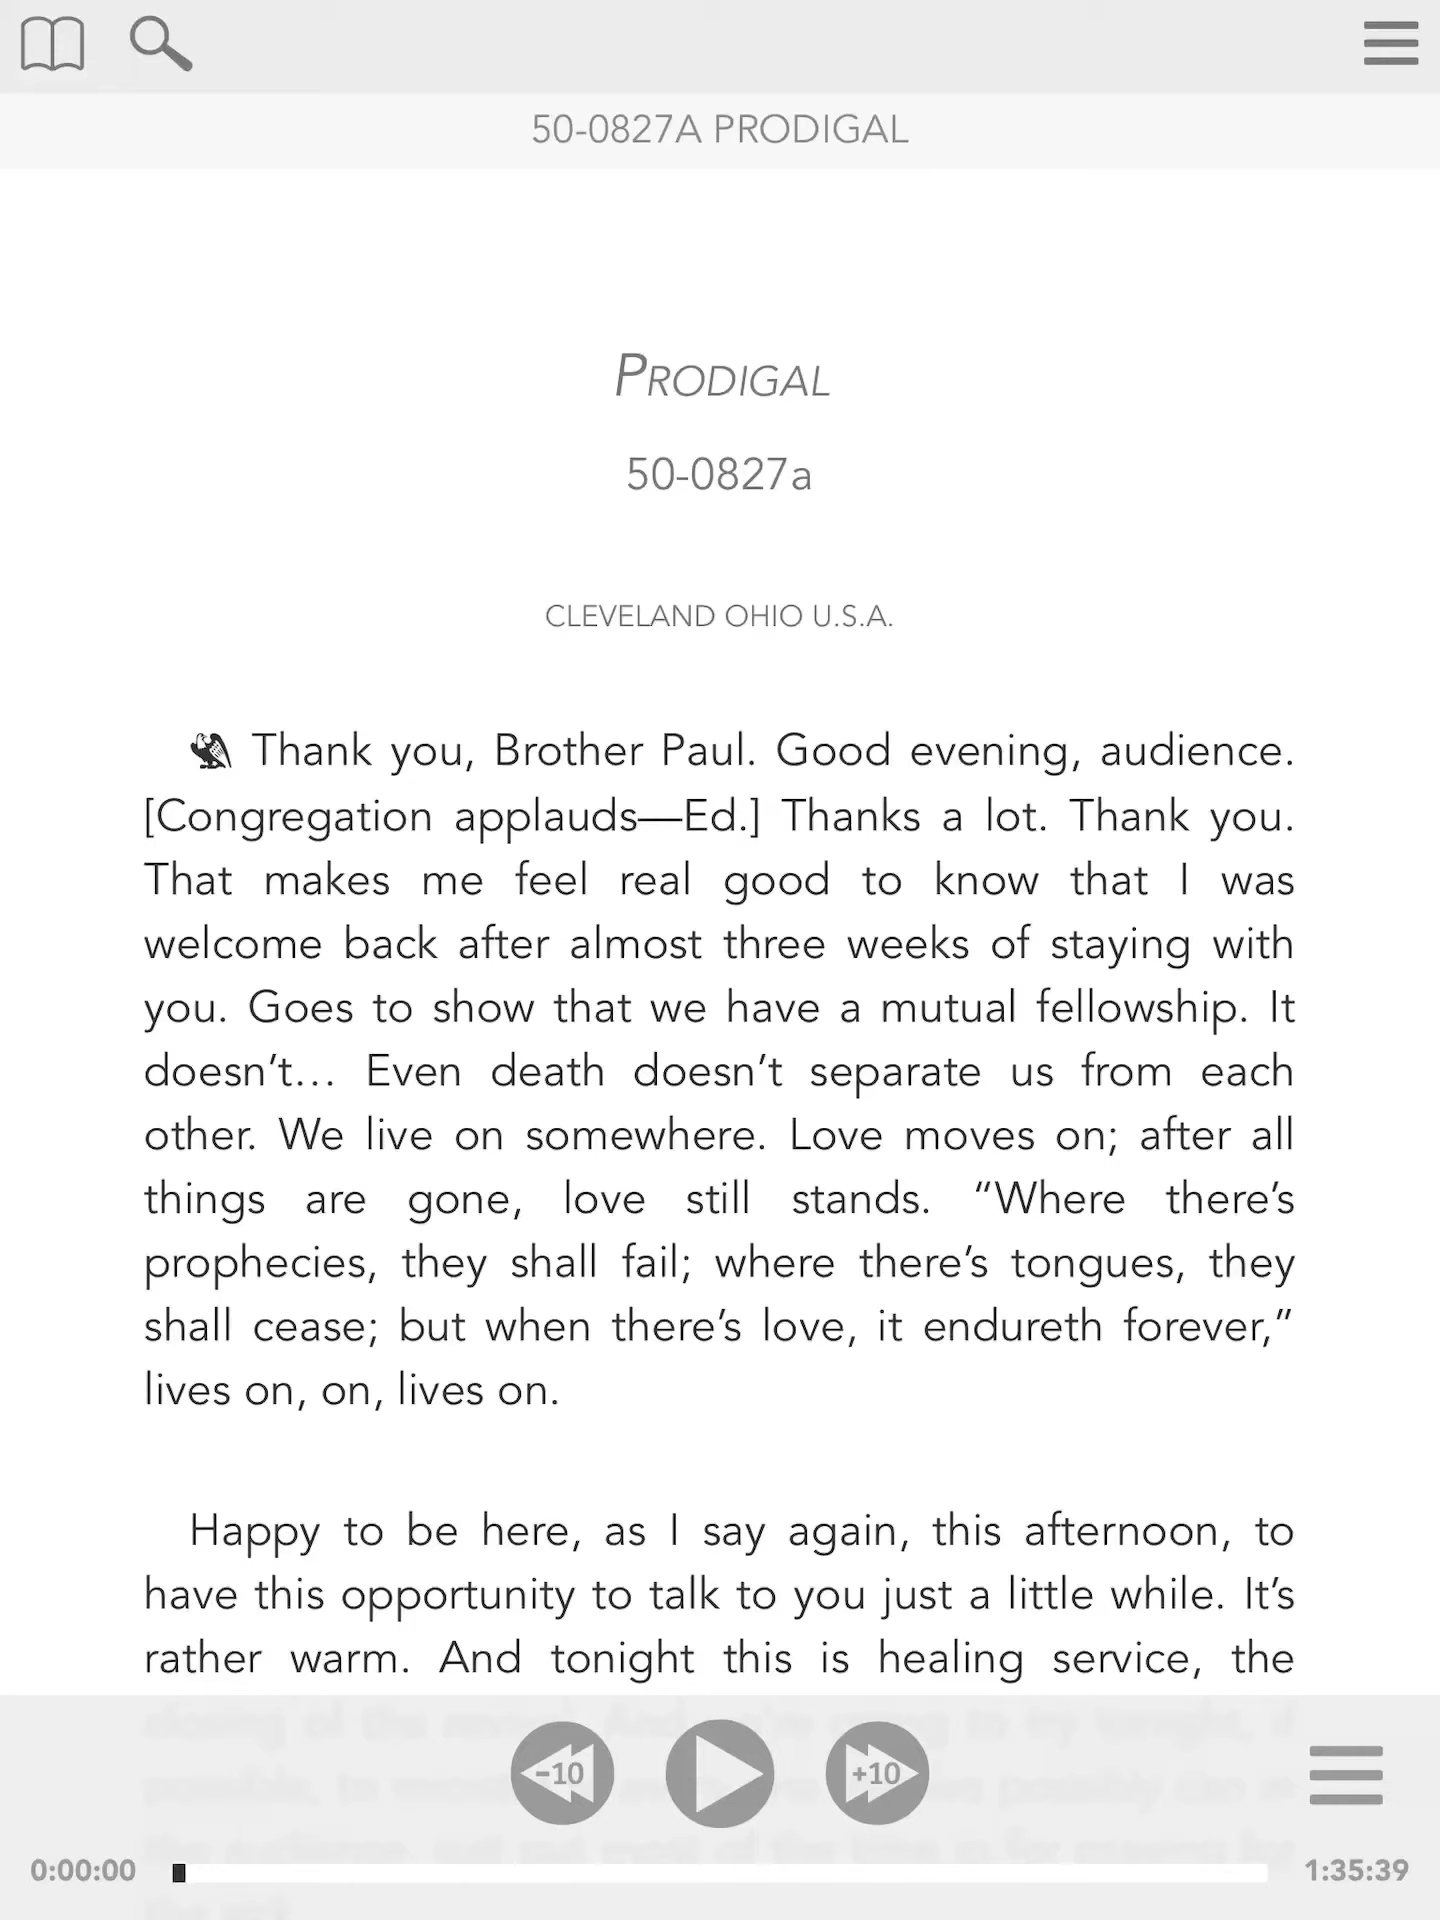 50-0827A PRODIGAL
PRODIGAL
50-0827a
CLEVELAND OHIO U.S.A.
Thank you, Brother Paul. Good evening, audience.
[Congregation applauds—Ed.] Thanks a lot. Thank you.
That makes me feel real good to know that I was
welcome back after almost three weeks of staying with
you. Goes to show that we have a mutual fellowship. It
doesn’t… Even death doesn’t separate us from each
other. We live on somewhere. Love moves on; after all
things are gone, love still stands. “Where there’s
prophecies, they shall fail; where there’s tongues, they
shall cease; but when there’s love, it endureth forever,”
lives on, on, lives on.
Happy to be here, as I say again, this afternoon, to
have this opportunity to talk to you just a little while. It’s
rather warm. And tonight this is healing service, the
-10 +10
0:00:00 1:35:39